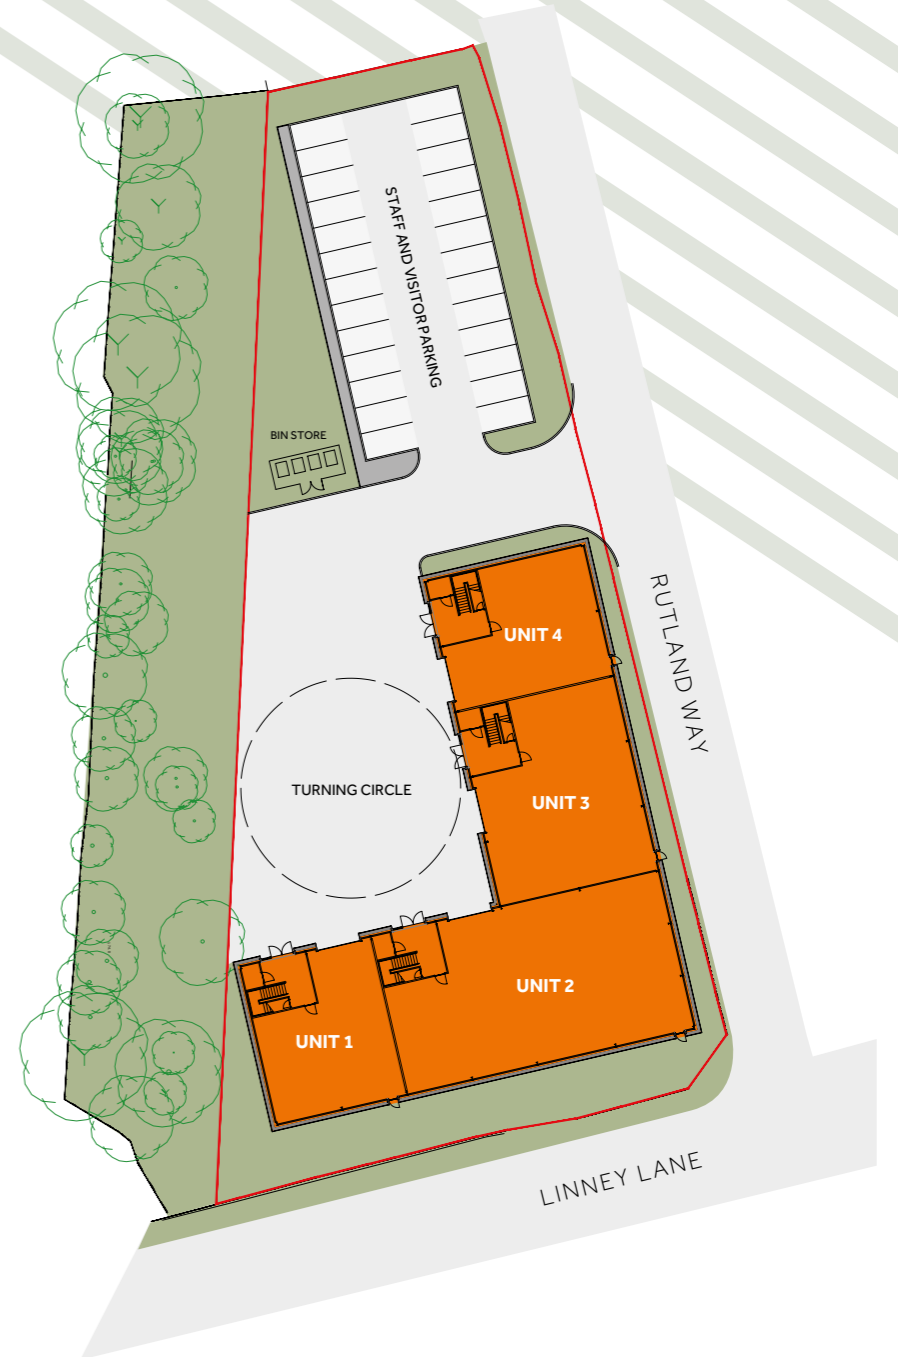 STAFF AND VISITOR PARKING
BIN STORE
UNIT 4
RUTLAND WAY
TURNING CIRCLE
UNIT 3
UNIT 2
UNIT 1
LINNEY LANE